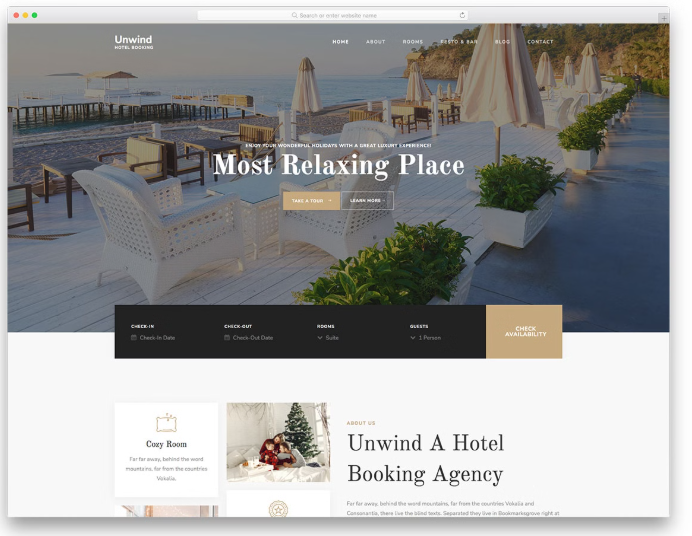 Search or enter website name
Unwind
HOTEL BOOKING
HOME ABOUT ROOMS RESTO & BAR BLOG CONTACT
ENJOY YOUR WONDERFUL HOLIDAYS WITH A GREAT LUXURY EXPERIENCE!
Most Relaxing Place
TAKE A TOUR LEARN MORE
CHECK-IN CHECK-OUT ROOMS GUESTS
Check-In Date Check-Out Date Suite 1 Person
CHECK
AVAILABILITY
Cozy Room
Far far away, behind the word
mountains, far from the countries
Vokalia.
ABOUT US
Unwind A Hotel
Booking Agency
Far far away, behind the word mountains, far from the countries Vokalia and
Consonantia, there live the blind texts. Separated they live in Bookmarksgrove right at